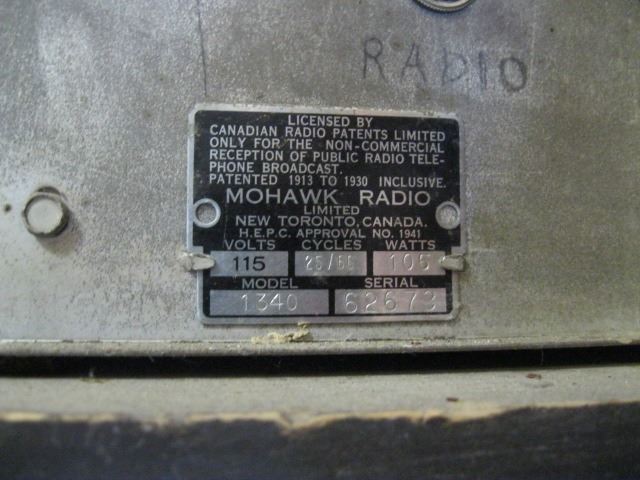 RADIO
LICENSED BY
CANADIAN RADIO PATENTS LIMITED
ONLY FOR THE NON-COMMERCIAL
RECEPTION OF PUBLIC RADIO TELE-
PHONE BROADCAST.
PATENTED 1913 TO 1930 INCLUSIVE.
MOHAWK RADIO
LIMITED
NEW TORONTO, CANADA.
H.E.P.C. APPROVAL NO. 1941
VOLTS CYCLES WATTS
115 25/60 105
MODEL SERIAL
1340 62673